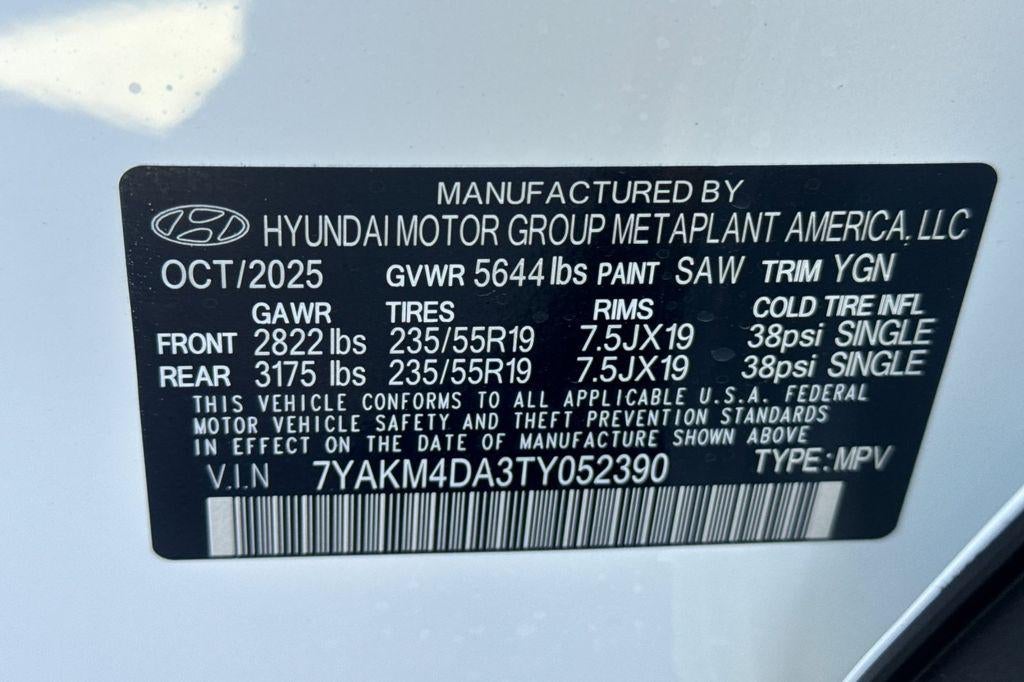 MANUFACTURED BY
HYUNDAI MOTOR GROUP METAPLANT AMERICA, LLC
OCT/2025 GVWR 5644 lbs PAINT SAW TRIM YGN
GAWR TIRES RIMS COLD TIRE INFL
FRONT 2822 lbs 235/55R19 7.5JX19 38psi SINGLE
REAR 3175 lbs 235/55R19 7.5JX19 38psi SINGLE
THIS VEHICLE CONFORMS TO ALL APPLICABLE U.S.A. FEDERAL
MOTOR VEHICLE SAFETY AND THEFT PREVENTION STANDARDS
IN EFFECT ON THE DATE OF MANUFACTURE SHOWN ABOVE
V.I.N 7YAKM4DA3TY052390 TYPE: MPV